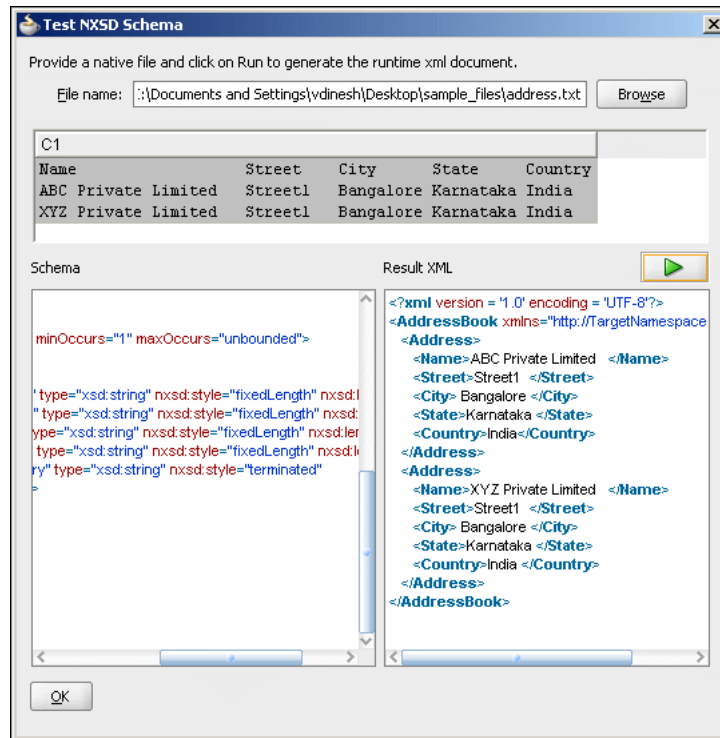 Test NXSD Schema
Provide a native file and click on Run to generate the runtime xml document.
File name: :\Documents and Settings\vdinesh\Desktop\sample_files\address.txt Browse
C1
Name Street City State Country
ABC Private Limited Street1 Bangalore Karnataka India
XYZ Private Limited Street1 Bangalore Karnataka India
Schema
minOccurs="1" maxOccurs="unbounded">
" type="xsd:string" nxsd:style="fixedLength" nxsd:l
" type="xsd:string" nxsd:style="fixedLength" nxsd:
ype="xsd:string" nxsd:style="fixedLength" nxsd:len
type="xsd:string" nxsd:style="fixedLength" nxsd:le
ry" type="xsd:string" nxsd:style="terminated"
>
Result XML
<?xml version = '1.0' encoding = 'UTF-8'?>
<AddressBook xmlns="http://TargetNamespace
<Address>
<Name>ABC Private Limited </Name>
<Street>Street1 </Street>
<City> Bangalore </City>
<State>Karnataka </State>
<Country>India</Country>
</Address>
<Address>
<Name>XYZ Private Limited </Name>
<Street>Street1 </Street>
<City> Bangalore </City>
<State>Karnataka </State>
<Country>India </Country>
</Address>
</AddressBook>
OK